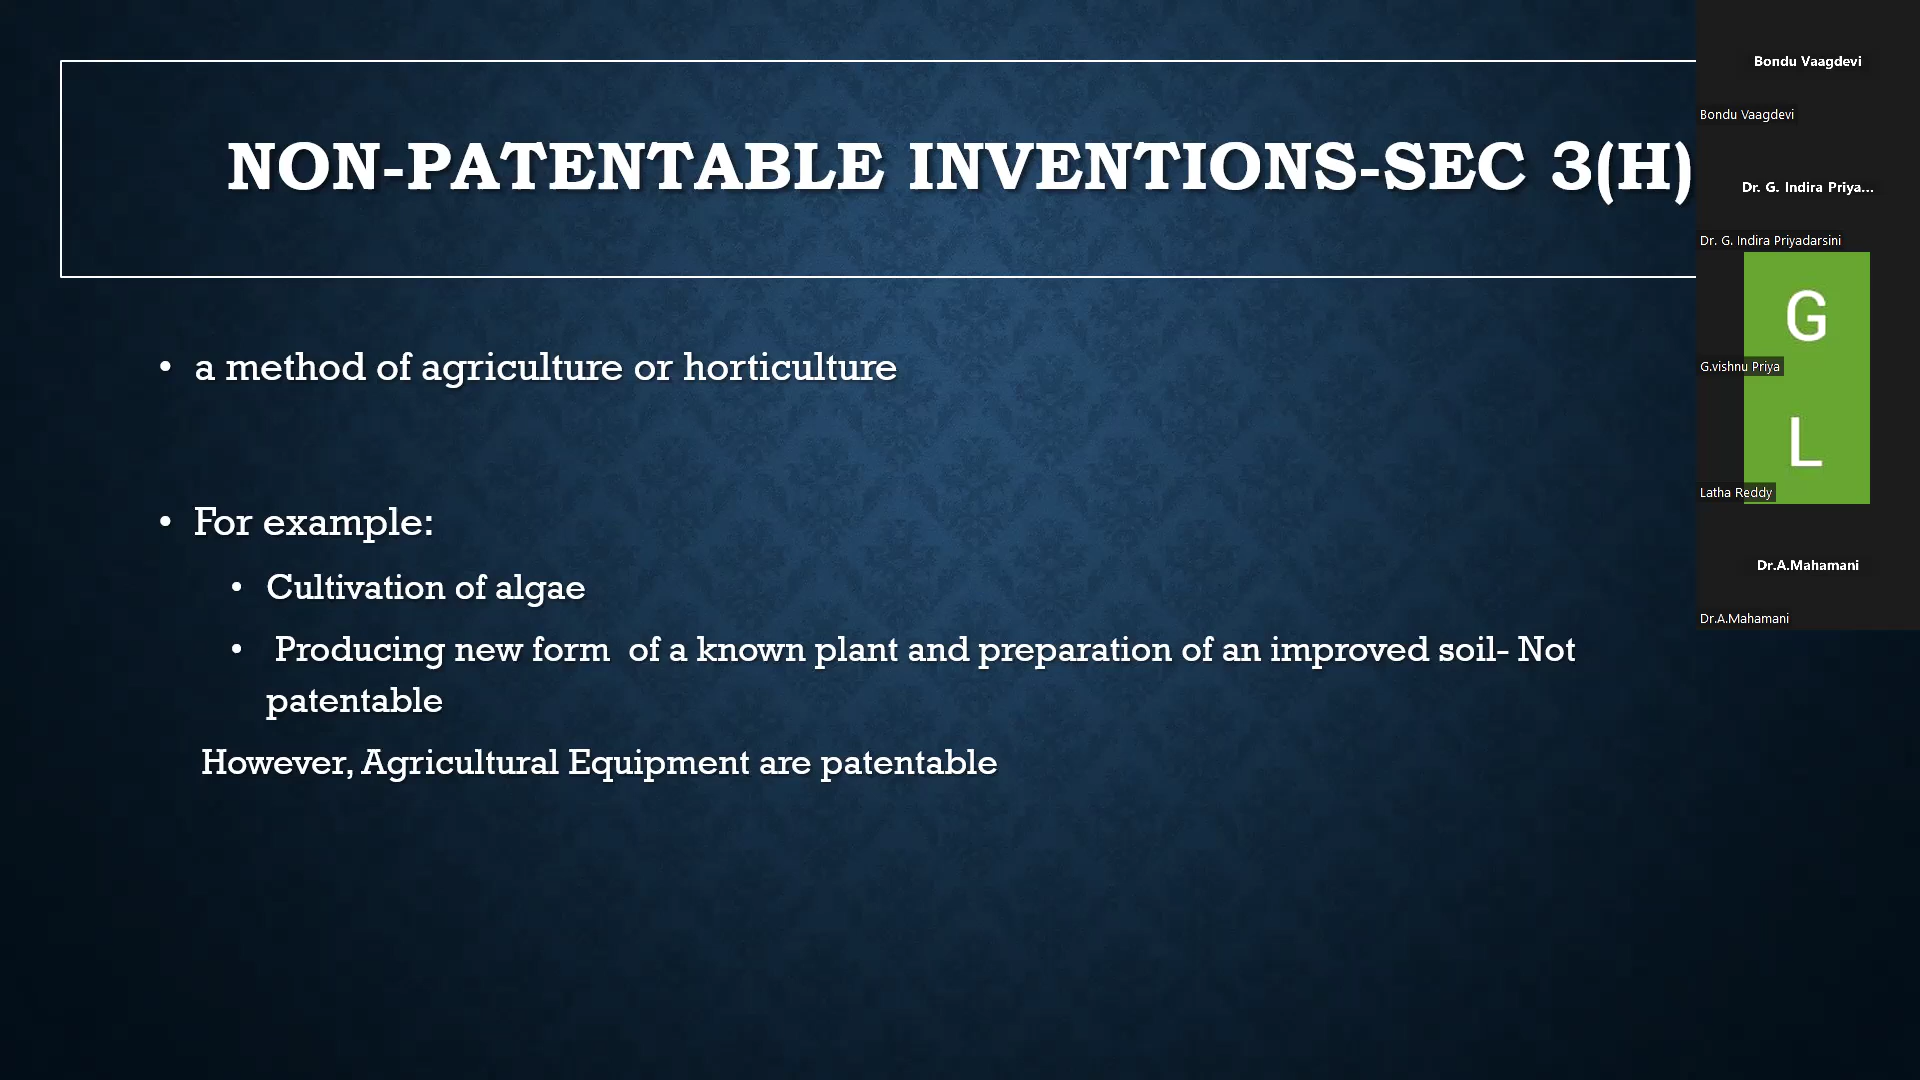 NON-PATENTABLE INVENTIONS-SEC 3(H)
• a method of agriculture or horticulture
• For example:
• Cultivation of algae
• Producing new form of a known plant and preparation of an improved soil- Not
patentable
However, Agricultural Equipment are patentable
Bondu Vaagdevi
Bondu Vaagdevi
Dr. G. Indira Priya...
Dr. G. Indira Priyadarsini
G
G.vishnu Priya
L
Latha Reddy
Dr.A.Mahamani
Dr.A.Mahamani